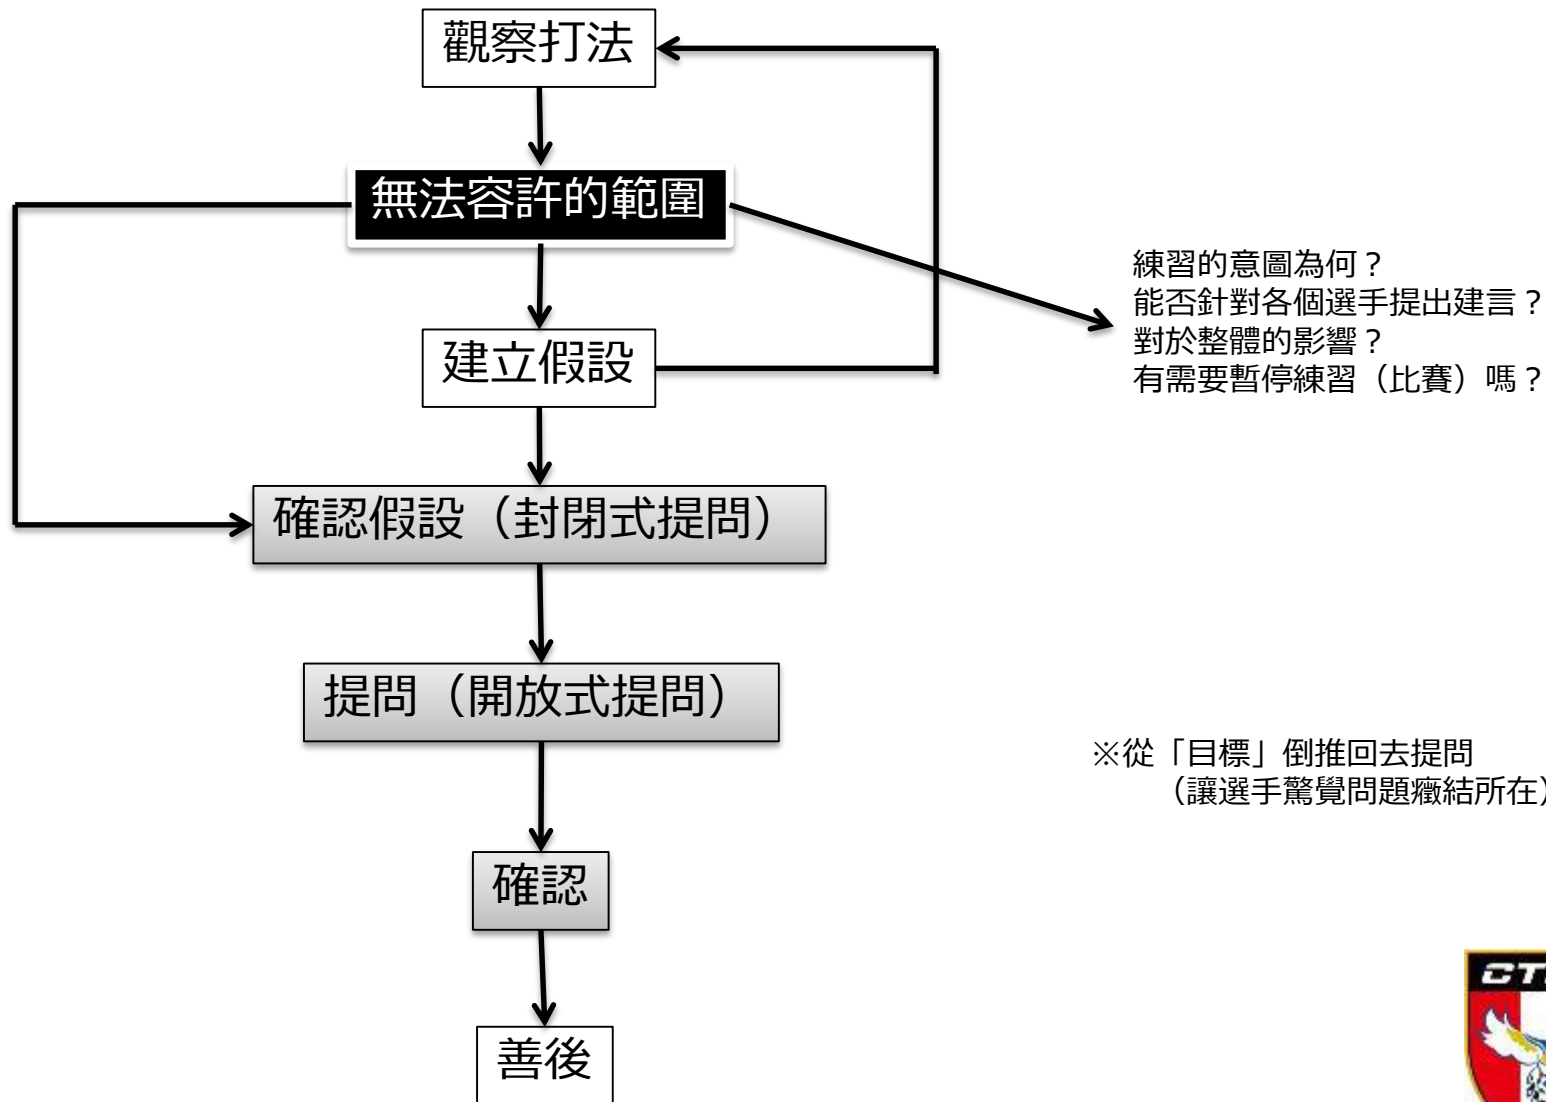 觀察打法
無法容許的範圍
練習的意圖為何？
能否針對各個選手提出建言？
對於整體的影響？
有需要暫停練習（比賽）嗎？
建立假設
確認假設（封閉式提問）
提問（開放式提問）
※從「目標」倒推回去提問
（讓選手驚覺問題癥結所在）
確認
善後